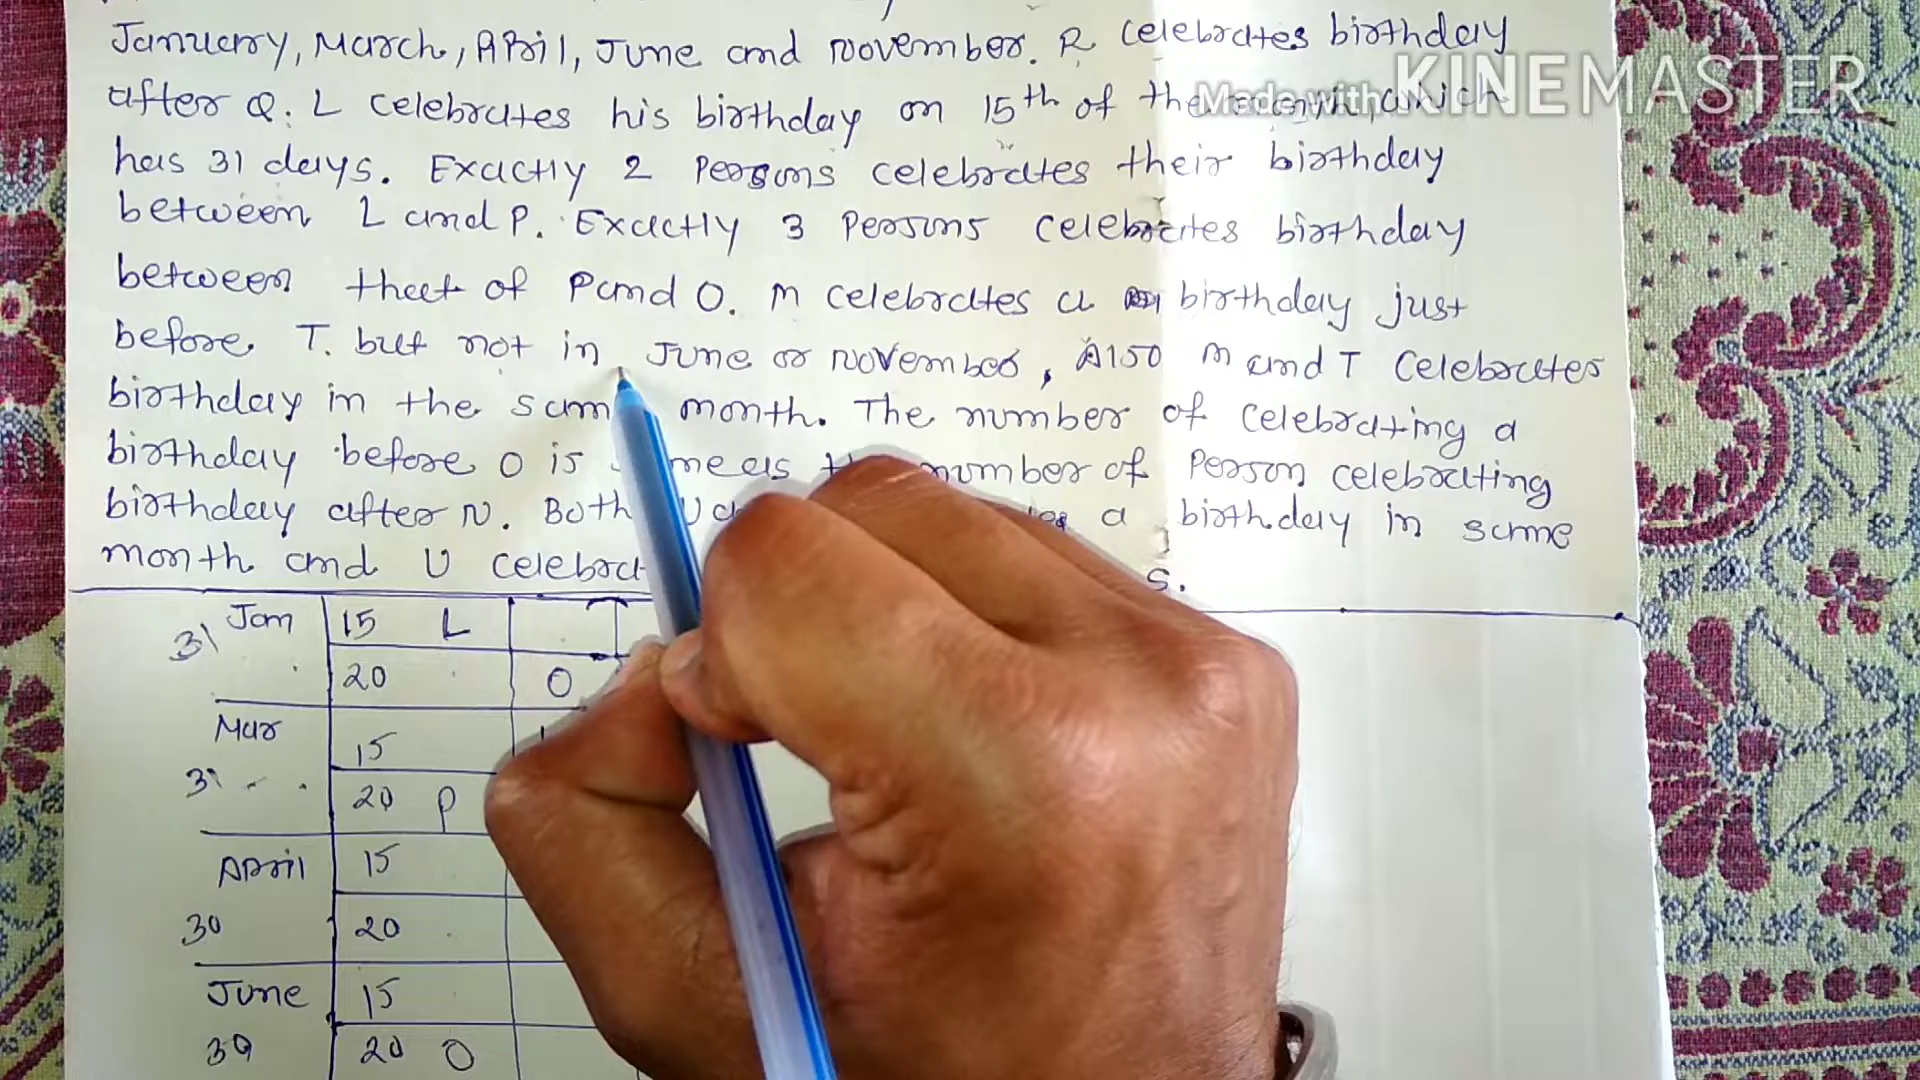 January, March, April, June and november. R celebrates birthday
Made with KINEMASTER
after Q. L celebrates his birthday on 15th of the which
has 31 days. Exactly 2 Persons celebrates their birthday
between L and P. Exactly 3 Persons celebrates birthday
between that of P and O. M celebrates a birthday just
before T. but not in June or november, Also M and T celebrates
birthday in the same month. The number of celebrating a
birthday before O is number of Person celebrating
birthday after N. Both U a birthday in same
month and U celebrat S.
Jan 15 L
31
20 O
Mar 15
31
20 P
April 15
30 20
June 15
30 20 O